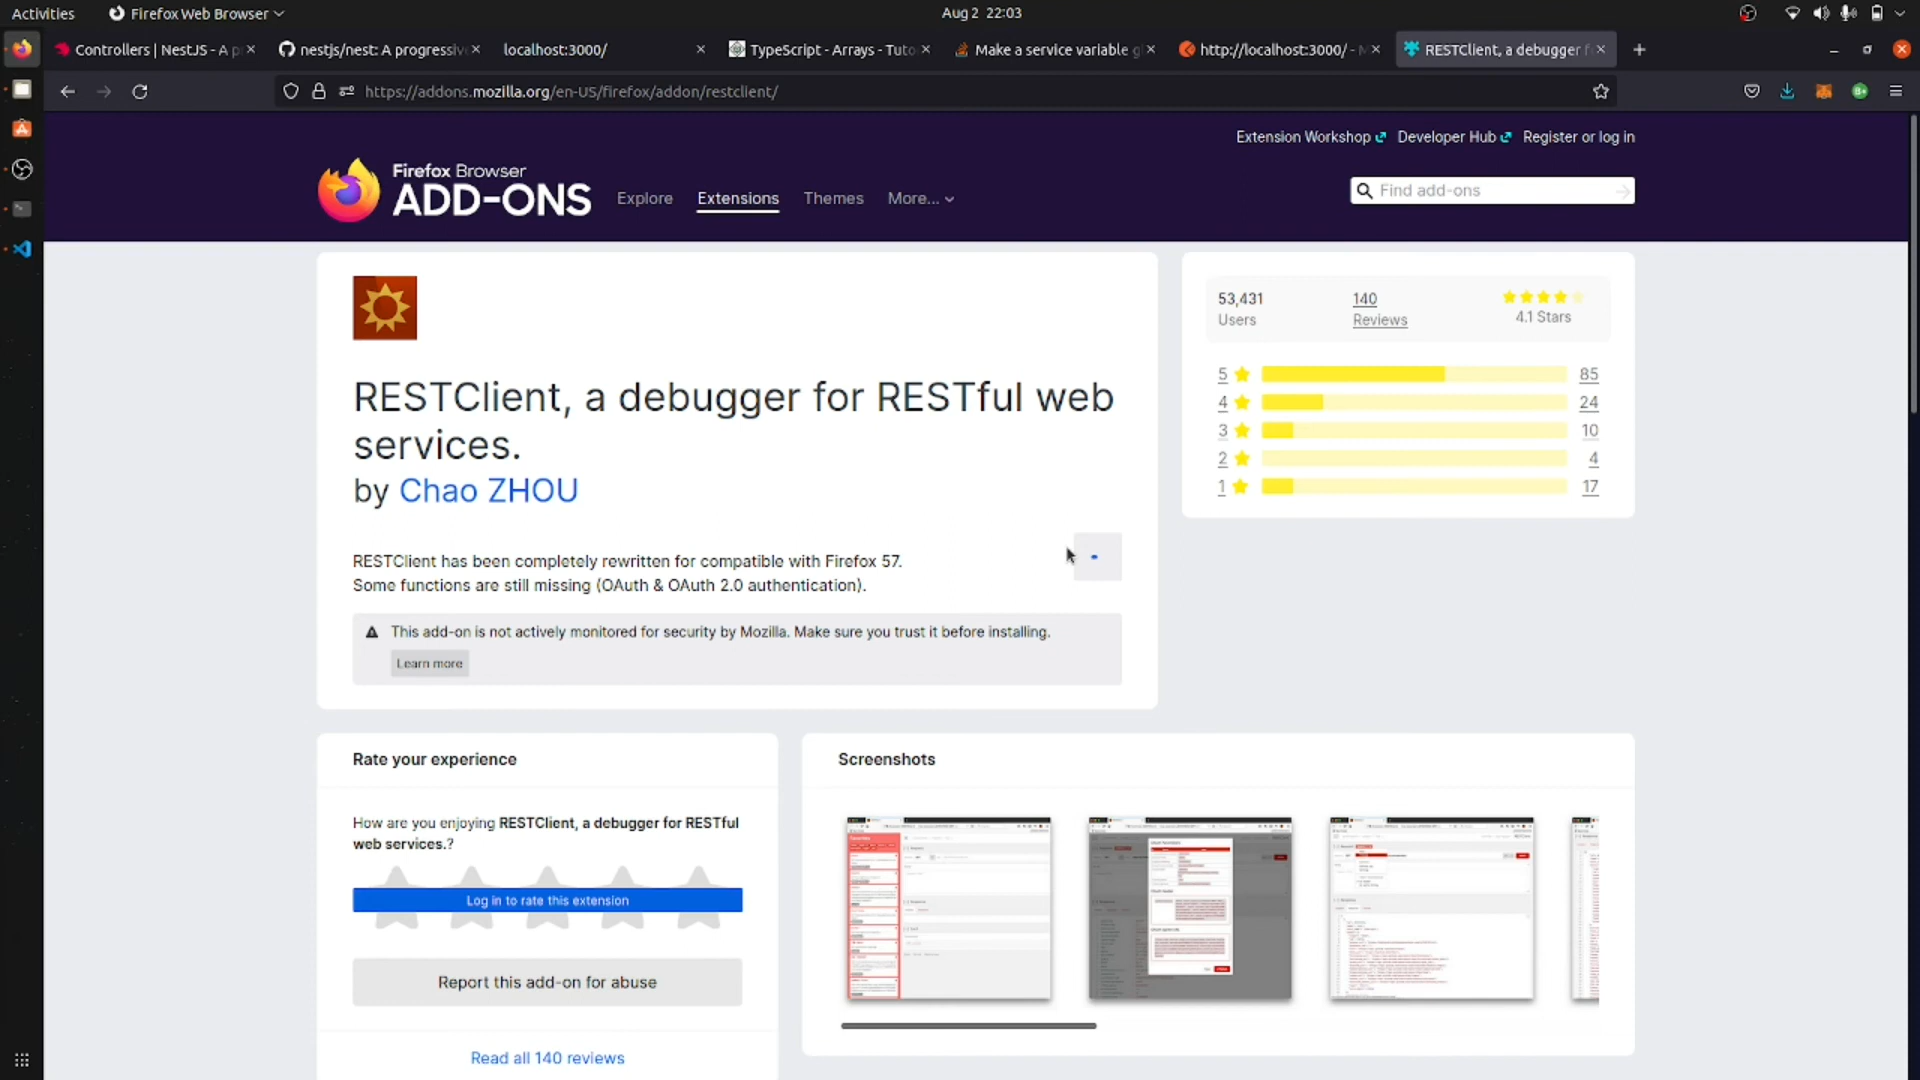 Activities
Firefox Web Browser
Aug 2 22:03
Controllers | NestJS - A p
nestjs/nest: A progressiv
localhost:3000/
TypeScript - Arrays - Tuto
Make a service variable g
http://localhost:3000/ - M
RESTClient, a debugger f
https://addons.mozilla.org/en-US/firefox/addon/restclient/
Extension Workshop
Developer Hub
Register or log in
Firefox Browser
ADD-ONS
Explore
Extensions
Themes
More...
Find add-ons
RESTClient, a debugger for RESTful web
services.
by Chao ZHOU
RESTClient has been completely rewritten for compatible with Firefox 57.
Some functions are still missing (OAuth & OAuth 2.0 authentication).
This add-on is not actively monitored for security by Mozilla. Make sure you trust it before installing.
Learn more
53,431
Users
140
Reviews
4.1 Stars
5 85
4 24
3 10
2 4
1 17
Rate your experience
How are you enjoying RESTClient, a debugger for RESTful
web services.?
Log in to rate this extension
Report this add-on for abuse
Read all 140 reviews
Screenshots